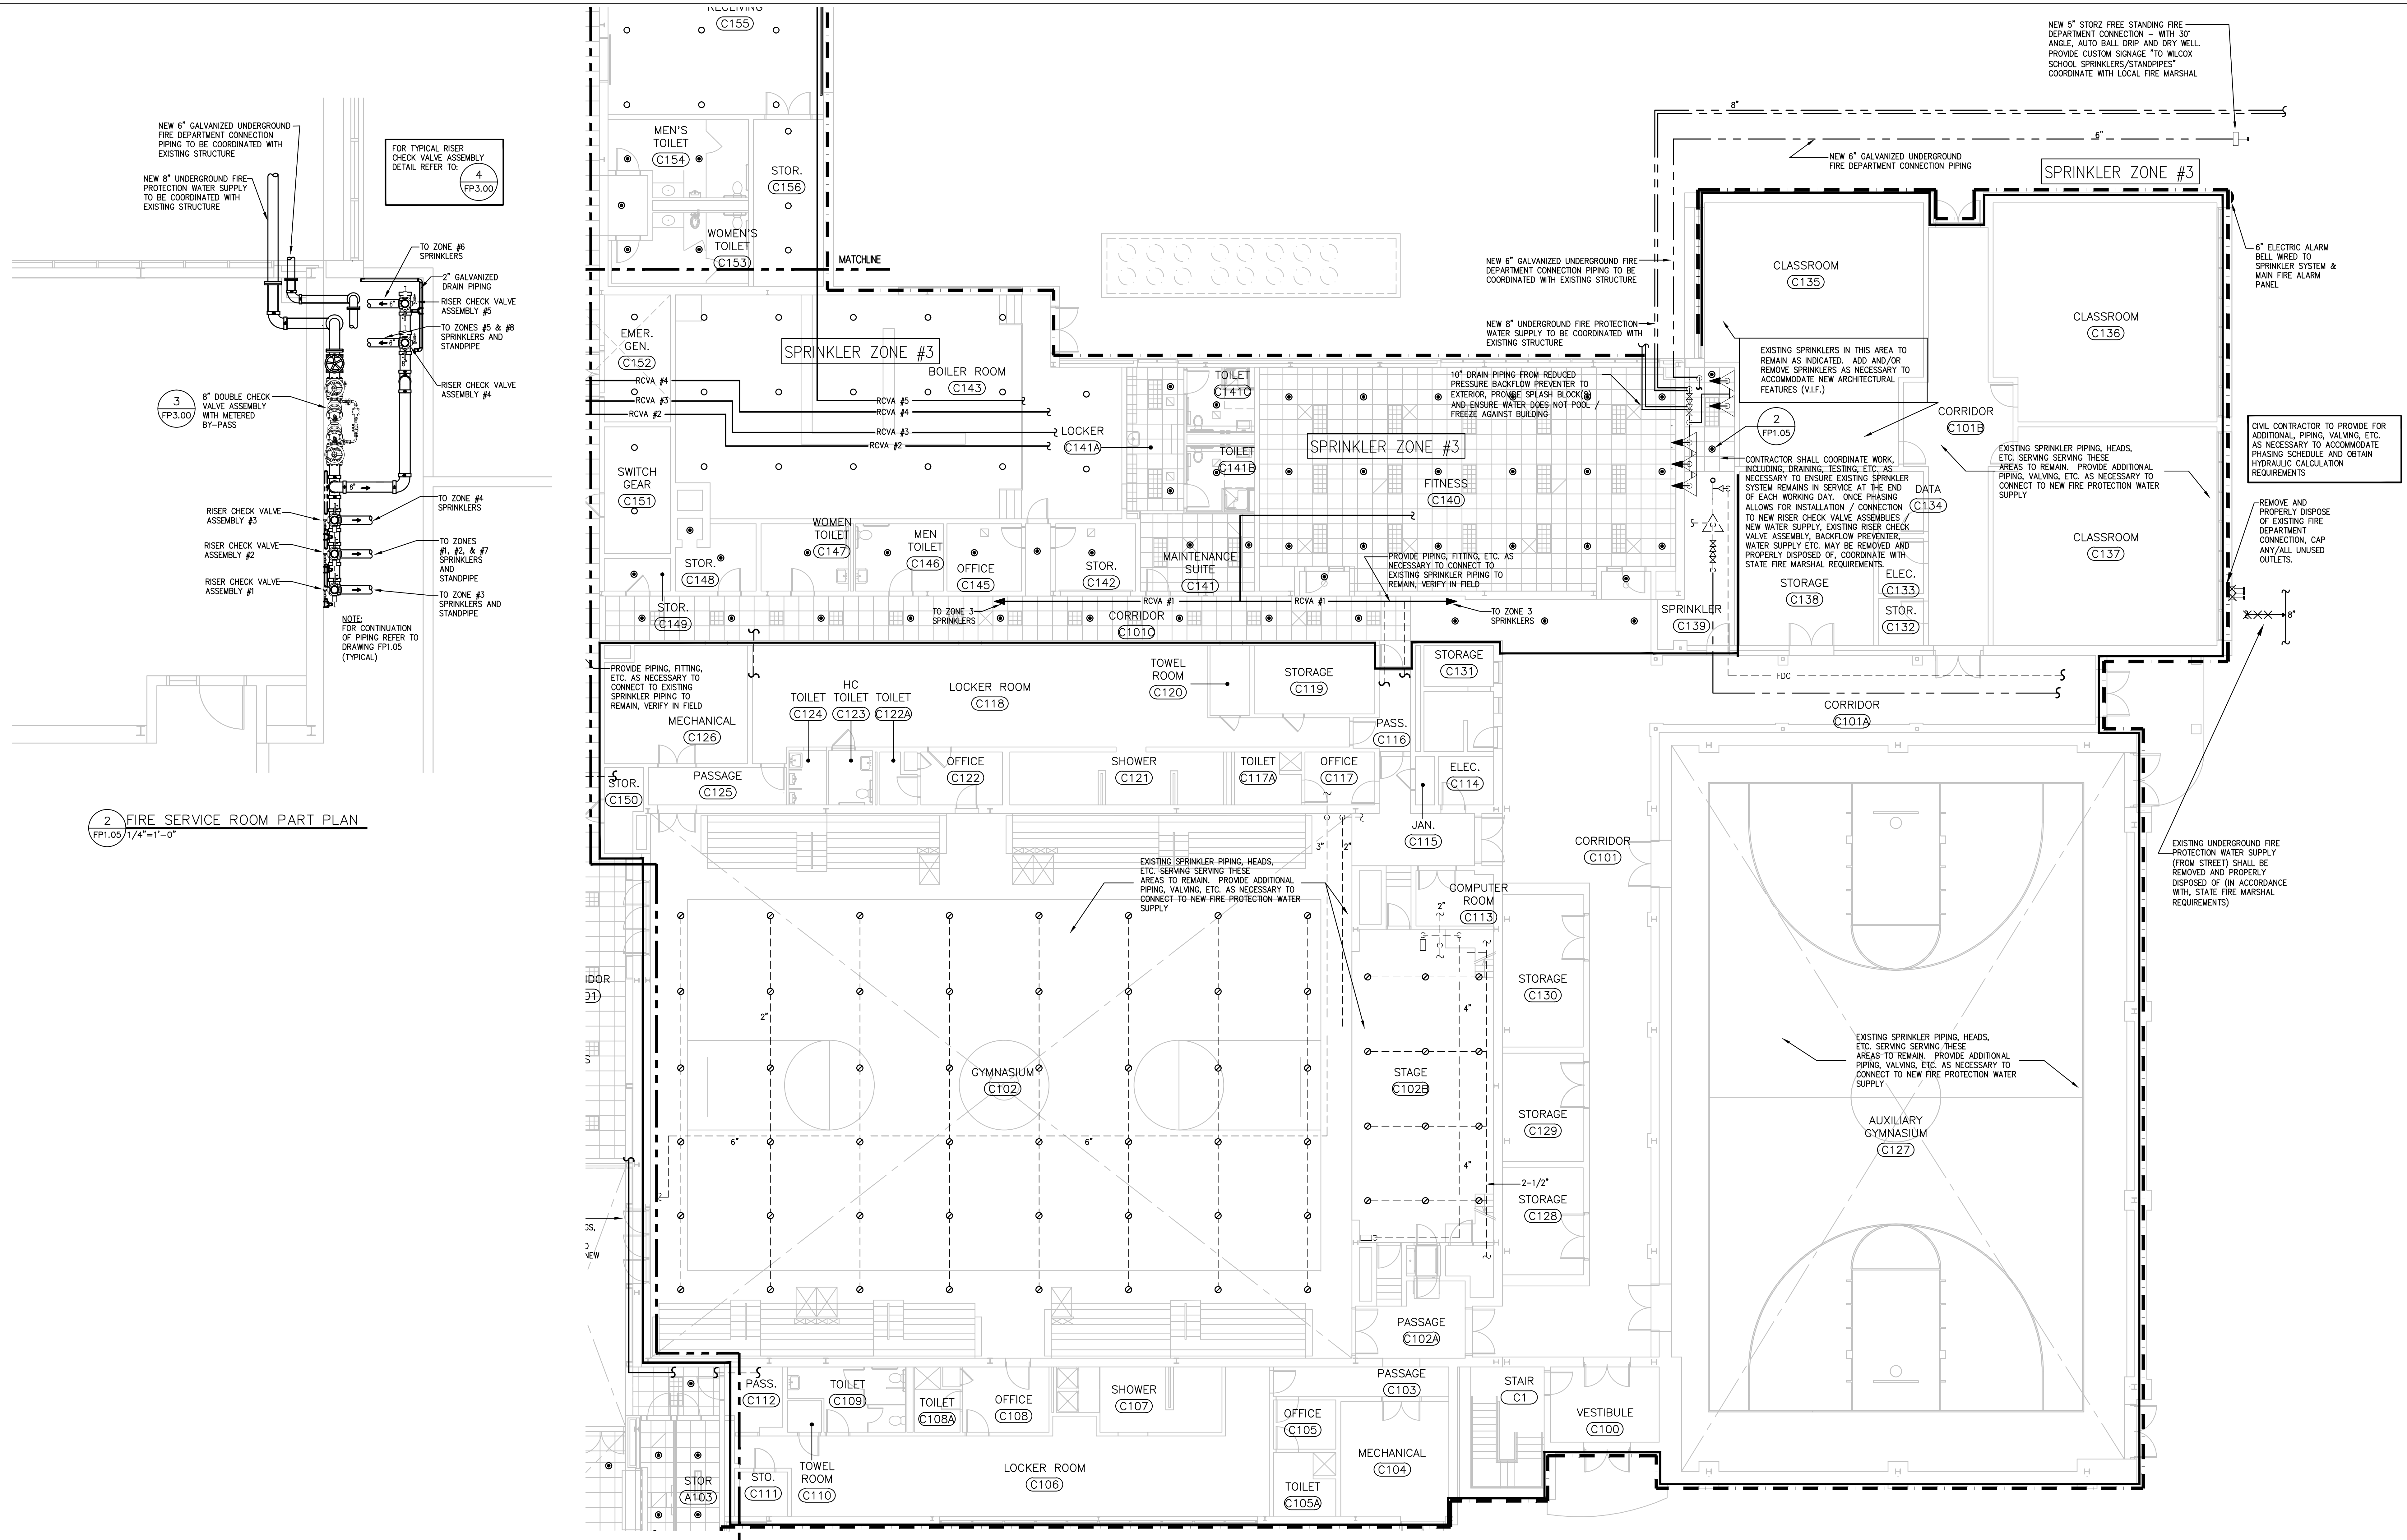 NEW 6" GALVANIZED UNDERGROUND
FIRE DEPARTMENT CONNECTION
PIPING TO BE COORDINATED WITH
EXISTING STRUCTURE
NEW 8" UNDERGROUND FIRE
PROTECTION WATER SUPPLY
TO BE COORDINATED WITH
EXISTING STRUCTURE
FOR TYPICAL RISER
CHECK VALVE ASSEMBLY
DETAIL REFER TO:
4
FP3.00
TO ZONE #6
SPRINKLERS
2" GALVANIZED
DRAIN PIPING
RISER CHECK VALVE
ASSEMBLY #5
TO ZONES #5 & #8
SPRINKLERS AND
STANDPIPE
RISER CHECK VALVE
ASSEMBLY #4
6"
6"
8"
3
FP3.00
8" DOUBLE CHECK
VALVE ASSEMBLY
WITH METERED
BY-PASS
8"
TO ZONE #4
SPRINKLERS
RISER CHECK VALVE
ASSEMBLY #3
RISER CHECK VALVE
ASSEMBLY #2
TO ZONES
#1, #2, & #7
SPRINKLERS
AND
STANDPIPE
RISER CHECK VALVE
ASSEMBLY #1
TO ZONE #3
SPRINKLERS AND
STANDPIPE
NOTE:
FOR CONTINUATION
OF PIPING REFER TO
DRAWING FP1.05
(TYPICAL)
2
FP1.05
FIRE SERVICE ROOM PART PLAN
1/4"=1'-0"
RECEIVING
C155
MEN'S
TOILET
C154
STOR.
C156
WOMEN'S
TOILET
C153
MATCHLINE
EMER.
GEN.
C152
SPRINKLER ZONE #3
BOILER ROOM
C143
RCVA #4
RCVA #3
RCVA #2
RCVA #5
RCVA #4
RCVA #3
RCVA #2
SWITCH
GEAR
C151
LOCKER
C141A
TOILET
C141C
TOILET
C141B
WOMEN
TOILET
C147
MEN
TOILET
C146
STOR.
C148
OFFICE
C145
STOR.
C142
MAINTENANCE
SUITE
C141
STOR.
C149
TO ZONE 3
SPRINKLERS
RCVA #1
RCVA #1
CORRIDOR
C101C
TO ZONE 3
SPRINKLERS
SPRINKLER ZONE #3
FITNESS
C140
10" DRAIN PIPING FROM REDUCED
PRESSURE BACKFLOW PREVENTER TO
EXTERIOR, PROVIDE SPLASH BLOCK(S)
AND ENSURE WATER DOES NOT POOL /
FREEZE AGAINST BUILDING
PROVIDE PIPING, FITTING, ETC. AS
NECESSARY TO CONNECT TO
EXISTING SPRINKLER PIPING TO
REMAIN, VERIFY IN FIELD
NEW 6" GALVANIZED UNDERGROUND FIRE
DEPARTMENT CONNECTION PIPING TO BE
COORDINATED WITH EXISTING STRUCTURE
NEW 8" UNDERGROUND FIRE PROTECTION
WATER SUPPLY TO BE COORDINATED WITH
EXISTING STRUCTURE
8"
6"
NEW 6" GALVANIZED UNDERGROUND
FIRE DEPARTMENT CONNECTION PIPING
NEW 5" STORZ FREE STANDING FIRE
DEPARTMENT CONNECTION - WITH 30°
ANGLE, AUTO BALL DRIP AND DRY WELL.
PROVIDE CUSTOM SIGNAGE "TO WILCOX
SCHOOL SPRINKLERS/STANDPIPES"
COORDINATE WITH LOCAL FIRE MARSHAL
SPRINKLER ZONE #3
6" ELECTRIC ALARM
BELL WIRED TO
SPRINKLER SYSTEM &
MAIN FIRE ALARM
PANEL
CLASSROOM
C135
CLASSROOM
C136
EXISTING SPRINKLERS IN THIS AREA TO
REMAIN AS INDICATED. ADD AND/OR
REMOVE SPRINKLERS AS NECESSARY TO
ACCOMMODATE NEW ARCHITECTURAL
FEATURES (V.I.F.)
2
FP1.05
CORRIDOR
C101B
EXISTING SPRINKLER PIPING, HEADS,
ETC. SERVING SERVING THESE
AREAS TO REMAIN. PROVIDE ADDITIONAL
PIPING, VALVING, ETC. AS NECESSARY TO
CONNECT TO NEW FIRE PROTECTION WATER
SUPPLY
CIVIL CONTRACTOR TO PROVIDE FOR
ADDITIONAL, PIPING, VALVING, ETC.
AS NECESSARY TO ACCOMMODATE
PHASING SCHEDULE AND OBTAIN
HYDRAULIC CALCULATION
REQUIREMENTS
CONTRACTOR SHALL COORDINATE WORK,
INCLUDING, DRAINING, TESTING, ETC. AS
NECESSARY TO ENSURE EXISTING SPRNKLER
SYSTEM REMAINS IN SERVICE AT THE END
OF EACH WORKING DAY. ONCE PHASING
ALLOWS FOR INSTALLATION / CONNECTION
TO NEW RISER CHECK VALVE ASSEMBLIES /
NEW WATER SUPPLY, EXISTING RISER CHECK
VALVE ASSEMBLY, BACKFLOW PREVENTER,
WATER SUPPLY ETC. MAY BE REMOVED AND
PROPERLY DISPOSED OF, COORDINATE WITH
STATE FIRE MARSHAL REQUIREMENTS.
DATA
C134
CLASSROOM
C137
REMOVE AND
PROPERLY DISPOSE
OF EXISTING FIRE
DEPARTMENT
CONNECTION, CAP
ANY/ALL UNUSED
OUTLETS.
8"
STORAGE
C138
ELEC.
C133
STOR.
C132
SPRINKLER
C139
FDC
CORRIDOR
C101A
PROVIDE PIPING, FITTING,
ETC. AS NECESSARY TO
CONNECT TO EXISTING
SPRINKLER PIPING TO
REMAIN, VERIFY IN FIELD
MECHANICAL
C126
HC
TOILET
C124
TOILET
C123
TOILET
C122A
LOCKER ROOM
C118
TOWEL
ROOM
C120
STORAGE
C119
STORAGE
C131
PASS.
C116
STOR.
C150
PASSAGE
C125
OFFICE
C122
SHOWER
C121
TOILET
C117A
OFFICE
C117
ELEC.
C114
JAN.
C115
CORRIDOR
C101
3"
2"
EXISTING SPRINKLER PIPING, HEADS,
ETC. SERVING SERVING THESE
AREAS TO REMAIN. PROVIDE ADDITIONAL
PIPING, VALVING, ETC. AS NECESSARY TO
CONNECT TO NEW FIRE PROTECTION WATER
SUPPLY
COMPUTER
ROOM
C113
2"
EXISTING UNDERGROUND FIRE
PROTECTION WATER SUPPLY
(FROM STREET) SHALL BE
REMOVED AND PROPERLY
DISPOSED OF (IN ACCORDANCE
WITH, STATE FIRE MARSHAL
REQUIREMENTS)
IDOR
01
2"
GYMNASIUM
C102
6"
6"
STAGE
C102B
4"
4"
2-1/2"
STORAGE
C130
STORAGE
C129
STORAGE
C128
EXISTING SPRINKLER PIPING, HEADS,
ETC. SERVING SERVING THESE
AREAS TO REMAIN. PROVIDE ADDITIONAL
PIPING, VALVING, ETC. AS NECESSARY TO
CONNECT TO NEW FIRE PROTECTION WATER
SUPPLY
AUXILIARY
GYMNASIUM
C127
S
GS,
NEW
PASSAGE
C102A
PASSAGE
C103
PASS.
C112
TOILET
C109
TOILET
C108A
OFFICE
C108
SHOWER
C107
OFFICE
C105
STAIR
C1
VESTIBULE
C100
MECHANICAL
C104
STOR
A103
STO.
C111
TOWEL
ROOM
C110
LOCKER ROOM
C106
TOILET
C105A